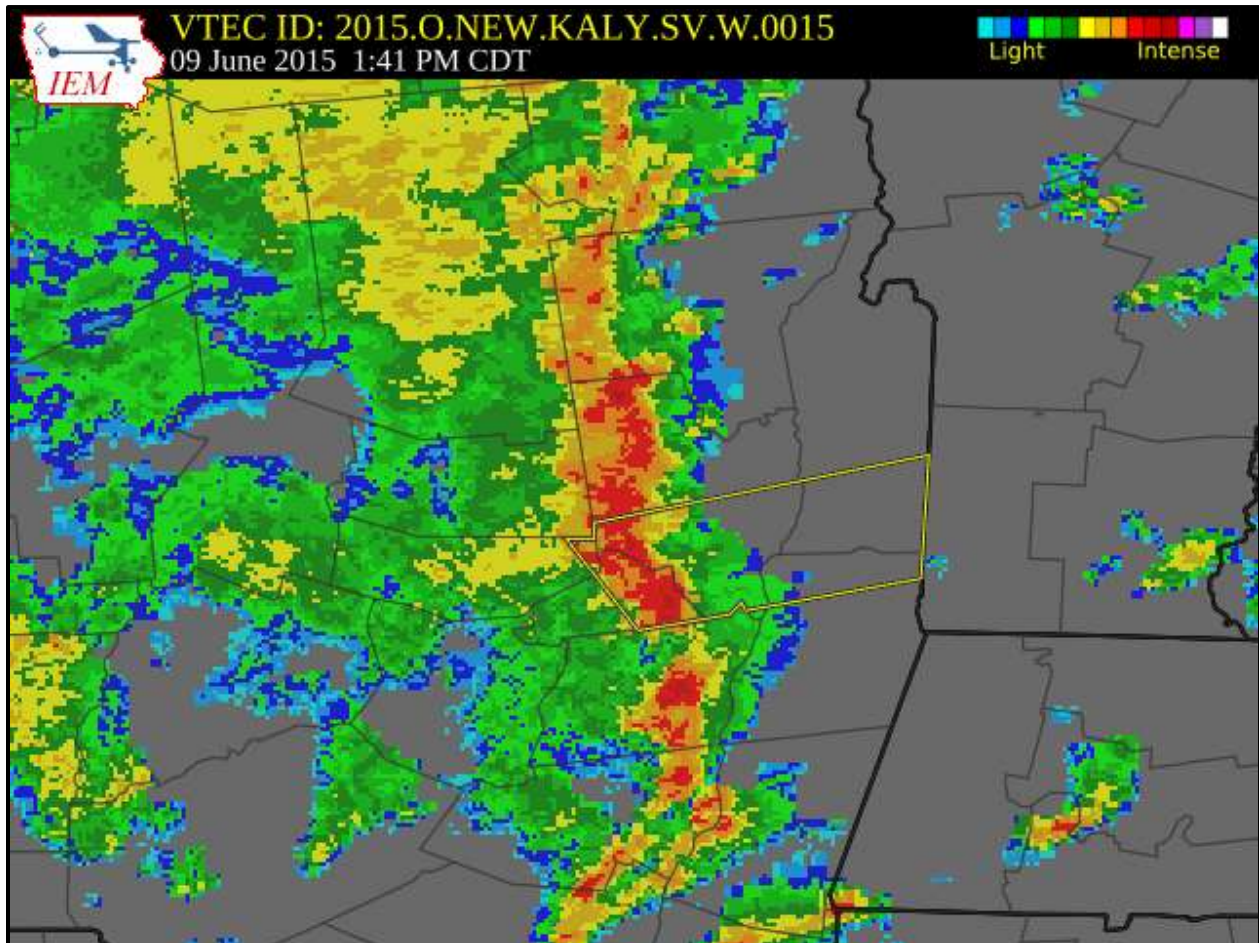 IEM
VTEC ID: 2015.O.NEW.KALY.SV.W.0015
09 June 2015 1:41 PM CDT
Light
Intense